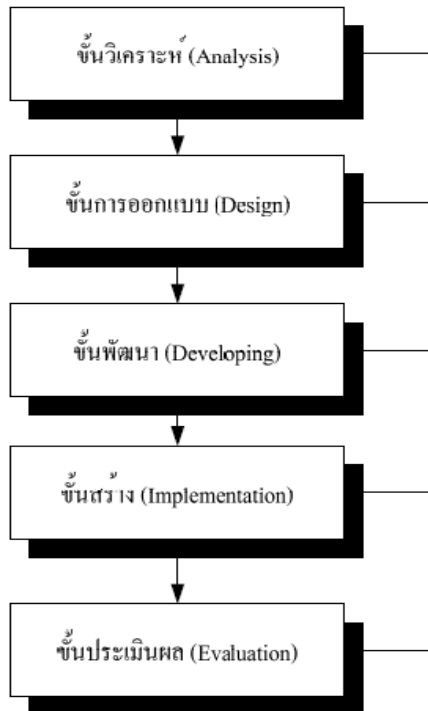 ขั้นวิเคราะห์ (Analysis)
ขั้นการออกแบบ (Design)
ขั้นพัฒนา (Developing)
ขั้นสร้าง (Implementation)
ขั้นประเมินผล (Evaluation)